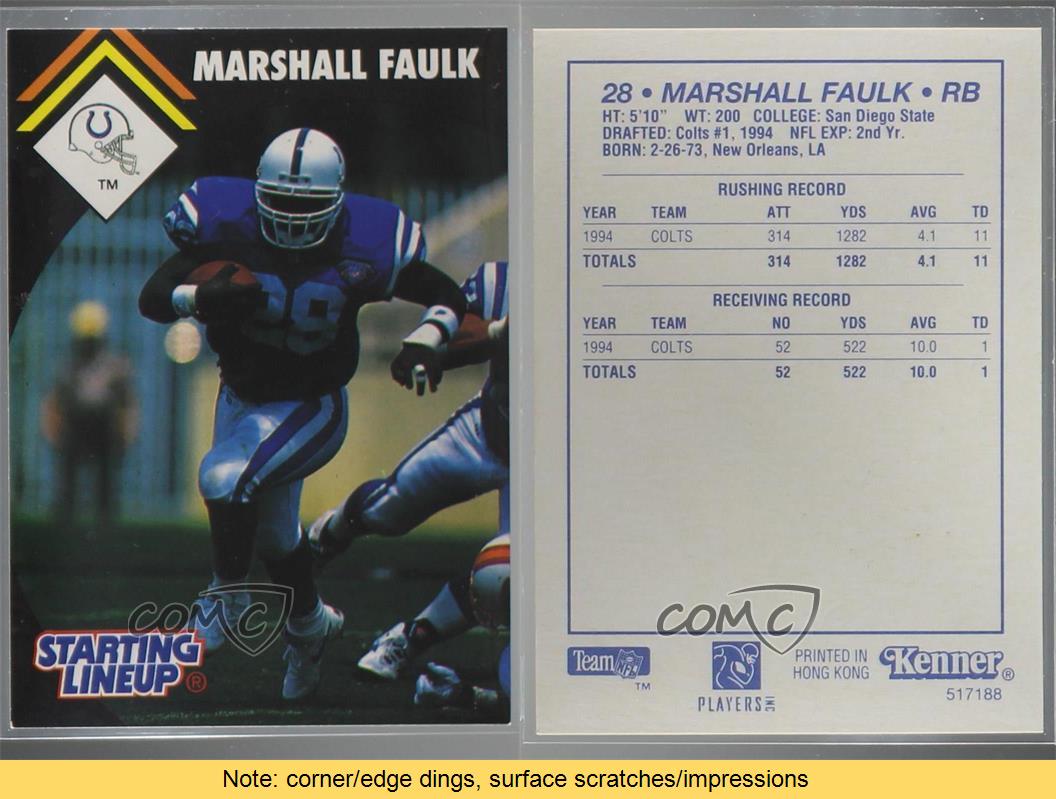 MARSHALL FAULK
TM
28
COMC
STARTING
LINEUP ®
28 • MARSHALL FAULK • RB
HT: 5'10" WT: 200 COLLEGE: San Diego State
DRAFTED: Colts #1, 1994 NFL EXP: 2nd Yr.
BORN: 2-26-73, New Orleans, LA
RUSHING RECORD
YEAR TEAM ATT YDS AVG TD
1994 COLTS 314 1282 4.1 11
TOTALS 314 1282 4.1 11
RECEIVING RECORD
YEAR TEAM NO YDS AVG TD
1994 COLTS 52 522 10.0 1
TOTALS 52 522 10.0 1
COMC
Team NFL TM
PLAYERS INC
PRINTED IN
HONG KONG
Kenner®
517188
Note: corner/edge dings, surface scratches/impressions